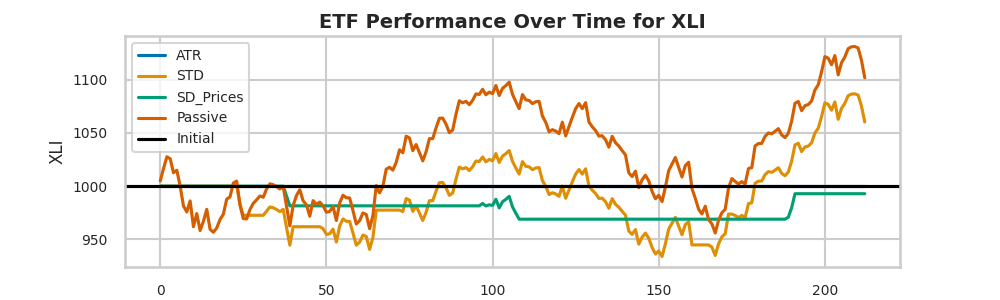 ETF Performance Over Time for XLI
XLI
1100
1050
1000
950
ATR
STD
SD_Prices
Passive
Initial
0
50
100
150
200